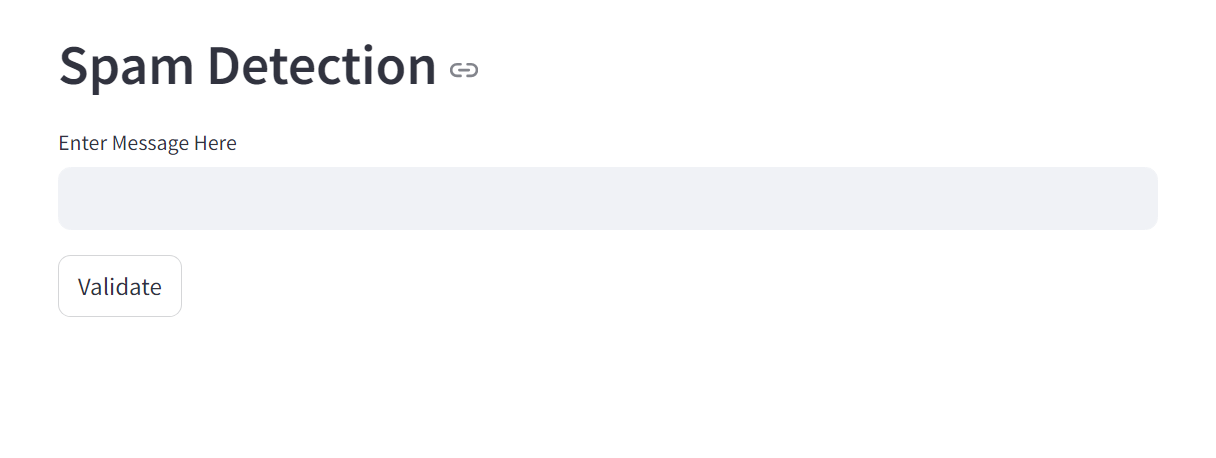 Spam Detection
Enter Message Here
Validate